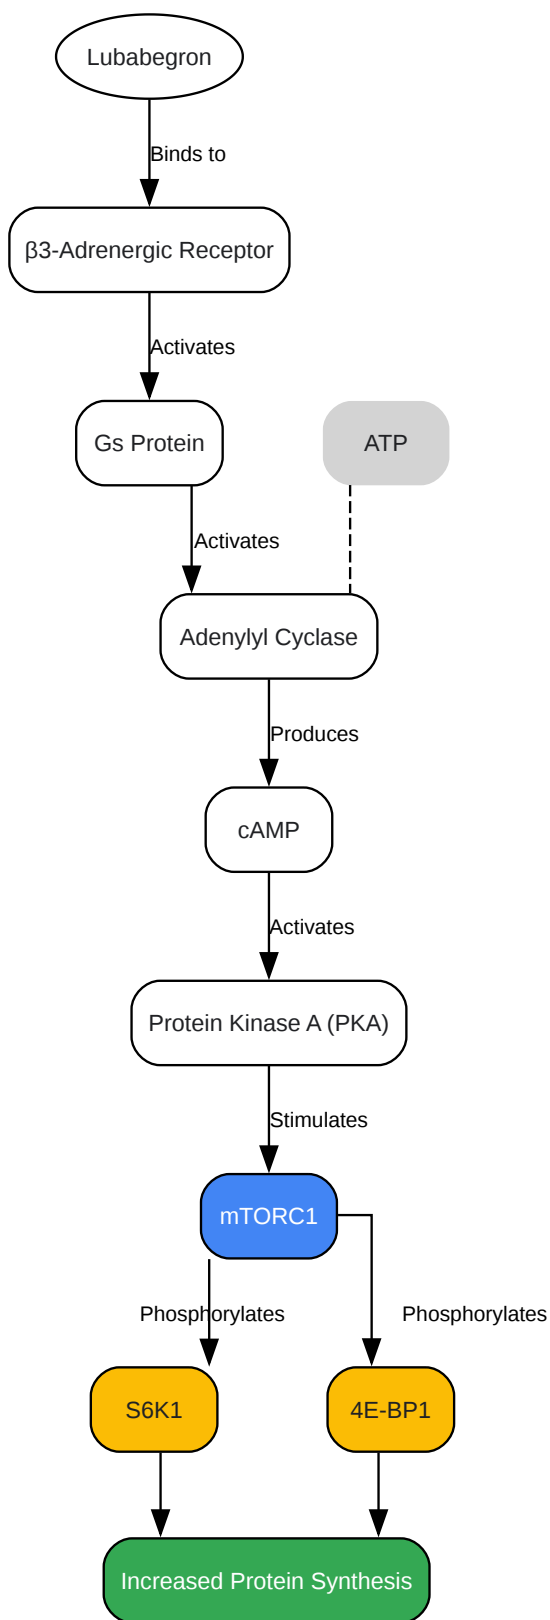 Lubabegron
Binds to
β3-Adrenergic Receptor
Activates
Gs Protein
ATP
Activates
Adenylyl Cyclase
Produces
cAMP
Activates
Protein Kinase A (PKA)
Stimulates
mTORC1
Phosphorylates
Phosphorylates
S6K1
4E-BP1
Increased Protein Synthesis